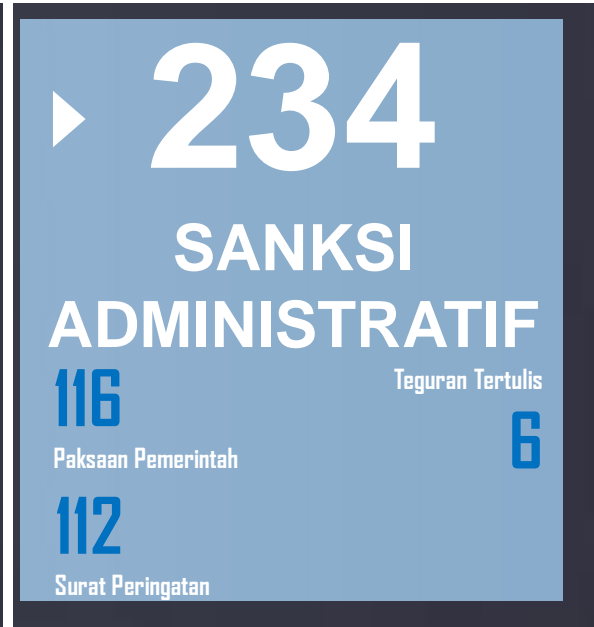 234
SANKSI
ADMINISTRATIF
116
Paksaan Pemerintah
Teguran Tertulis
6
112
Surat Peringatan